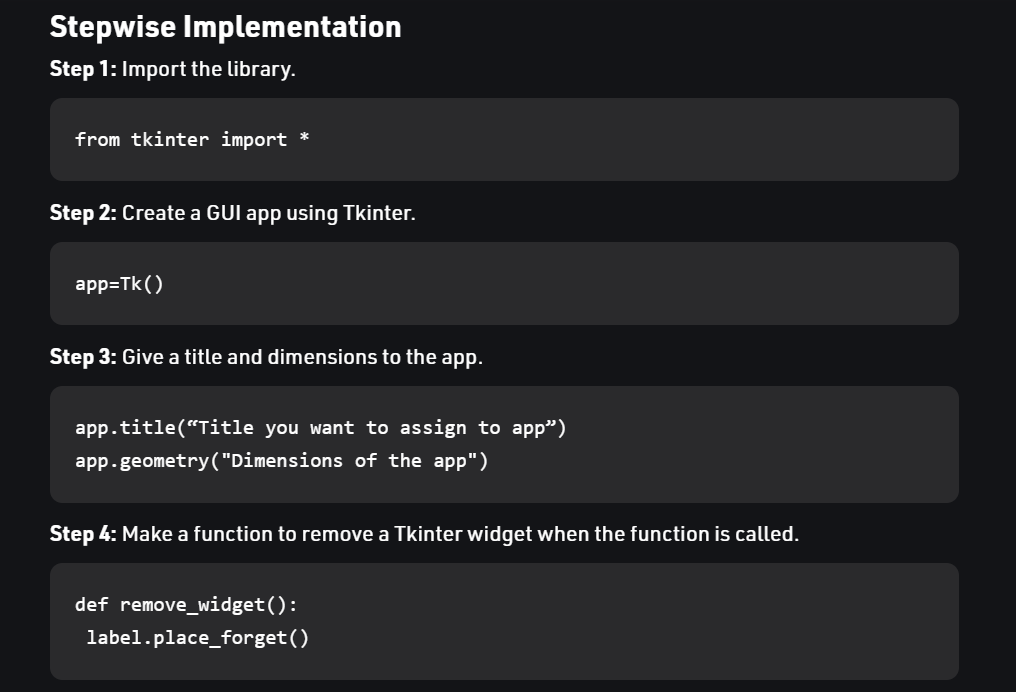 Stepwise Implementation
Step 1: Import the library.
from tkinter import *
Step 2: Create a GUI app using Tkinter.
app=Tk()
Step 3: Give a title and dimensions to the app.
app.title(“Title you want to assign to app”)
app.geometry("Dimensions of the app")
Step 4: Make a function to remove a Tkinter widget when the function is called.
def remove_widget():
 label.place_forget()